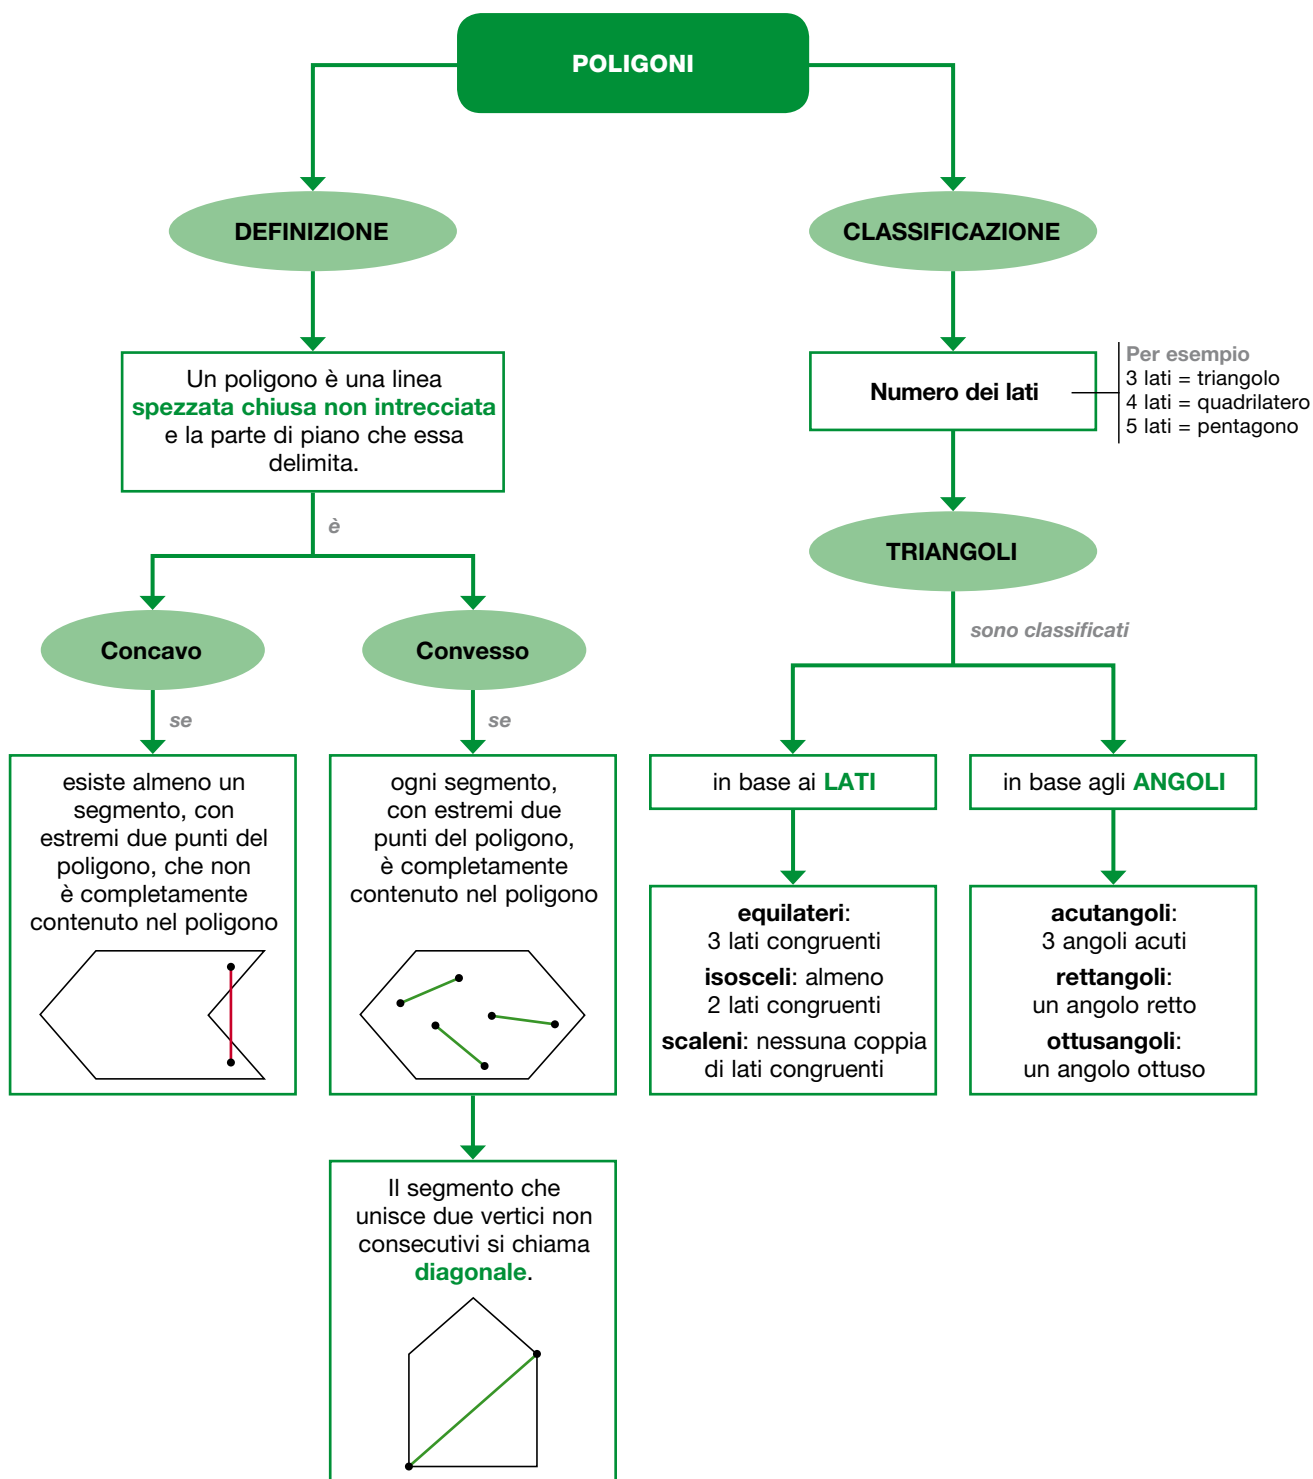 POLIGONI
DEFINIZIONE
Un poligono è una linea
spezzata chiusa non intrecciata
e la parte di piano che essa
delimita.
è
Concavo
se
esiste almeno un
segmento, con
estremi due punti del
poligono, che non
è completamente
contenuto nel poligono
Convesso
se
ogni segmento,
con estremi due
punti del poligono,
è completamente
contenuto nel poligono
Il segmento che
unisce due vertici non
consecutivi si chiama
diagonale.
CLASSIFICAZIONE
Numero dei lati
Per esempio
3 lati = triangolo
4 lati = quadrilatero
5 lati = pentagono
TRIANGOLI
sono classificati
in base ai LATI
equilateri:
3 lati congruenti
isosceli: almeno
2 lati congruenti
scaleni: nessuna coppia
di lati congruenti
in base agli ANGOLI
acutangoli:
3 angoli acuti
rettangoli:
un angolo retto
ottusangoli:
un angolo ottuso